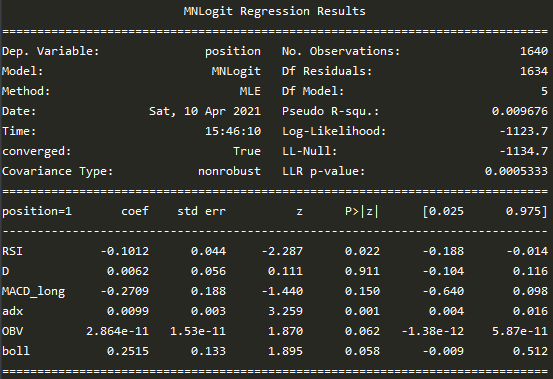 MNLogit Regression Results
==============================================================================
Dep. Variable: position No. Observations: 1640
Model: MNLogit Df Residuals: 1634
Method: MLE Df Model: 5
Date: Sat, 10 Apr 2021 Pseudo R-squ.: 0.009676
Time: 15:46:10 Log-Likelihood: -1123.7
converged: True LL-Null: -1134.7
Covariance Type: nonrobust LLR p-value: 0.0005333
==============================================================================
position=1 coef std err z P>|z| [0.025 0.975]
------------------------------------------------------------------------------
RSI -0.1012 0.044 -2.287 0.022 -0.188 -0.014
D 0.0062 0.056 0.111 0.911 -0.104 0.116
MACD_long -0.2709 0.188 -1.440 0.150 -0.640 0.098
adx 0.0099 0.003 3.259 0.001 0.004 0.016
OBV 2.864e-11 1.53e-11 1.870 0.062 -1.38e-12 5.87e-11
boll 0.2515 0.133 1.895 0.058 -0.009 0.512
==============================================================================